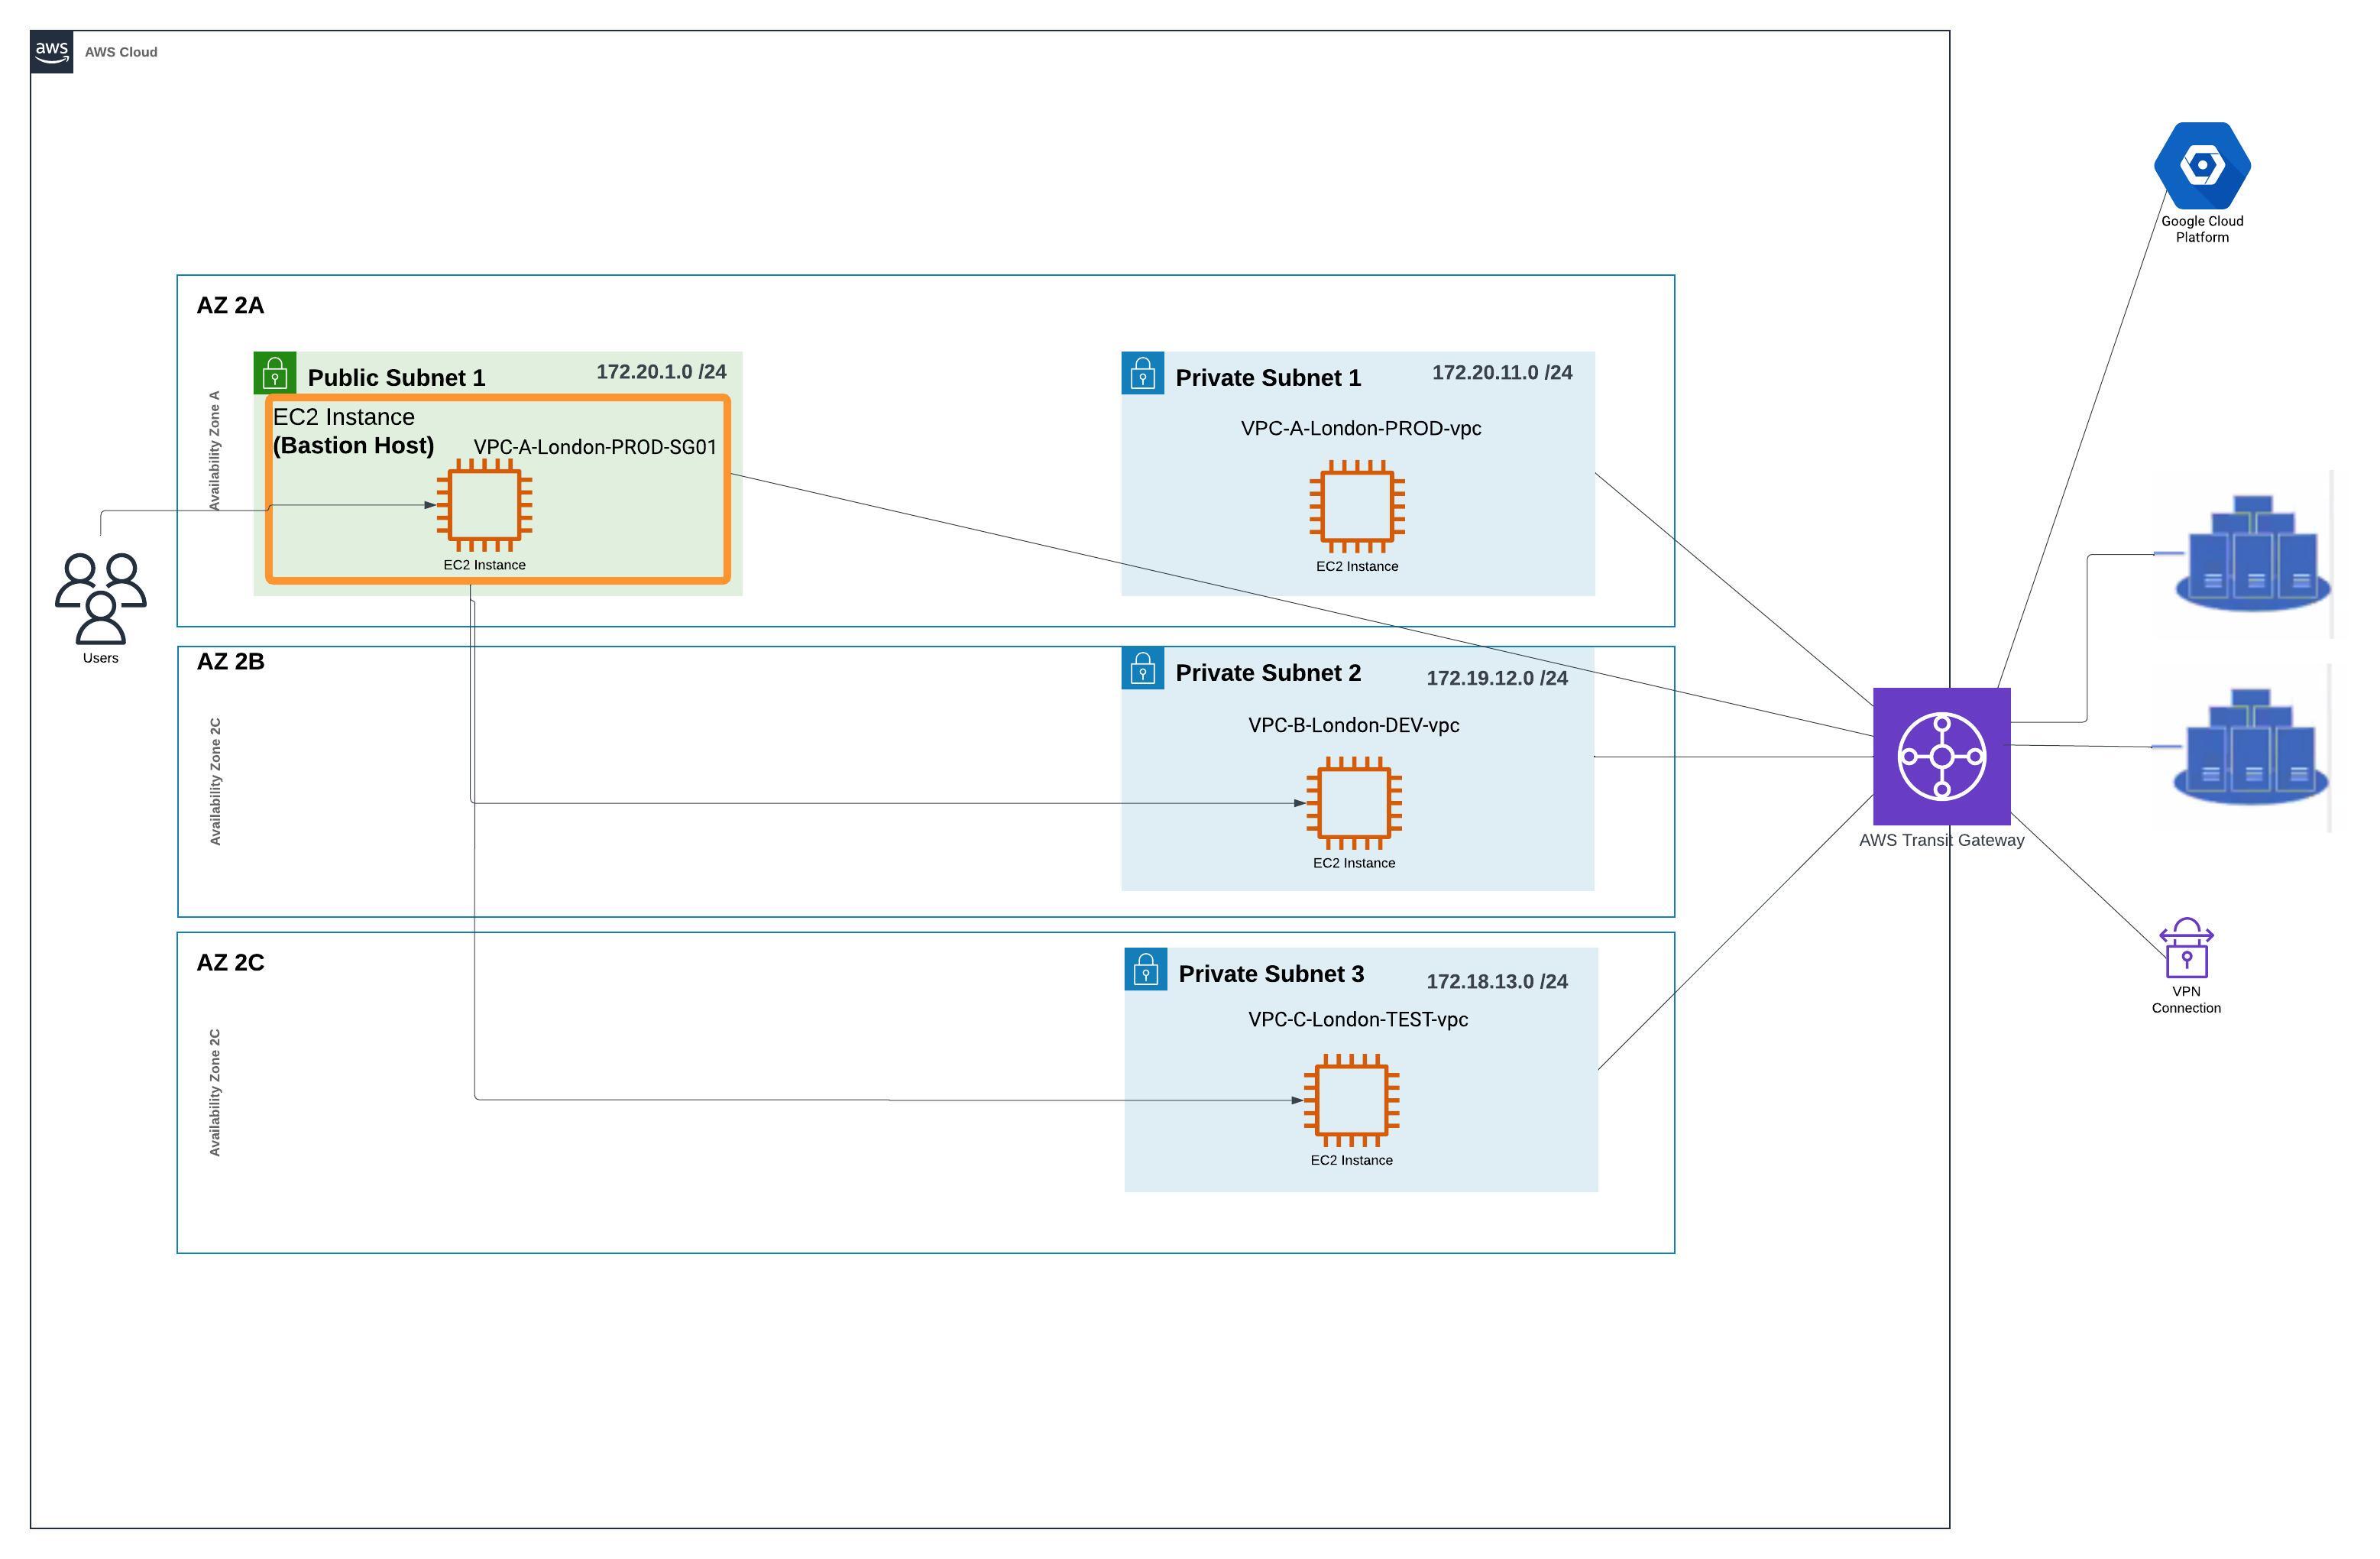 aws
AWS Cloud
Google Cloud
Platform
AZ 2A
Availability Zone A
Public Subnet 1
172.20.1.0 /24
EC2 Instance
(Bastion Host)
VPC-A-London-PROD-SG01
EC2 Instance
Private Subnet 1
172.20.11.0 /24
VPC-A-London-PROD-vpc
EC2 Instance
Users
AZ 2B
Availability Zone 2C
Private Subnet 2
172.19.12.0 /24
VPC-B-London-DEV-vpc
EC2 Instance
AWS Transit Gateway
AZ 2C
Availability Zone 2C
Private Subnet 3
172.18.13.0 /24
VPC-C-London-TEST-vpc
EC2 Instance
VPN
Connection